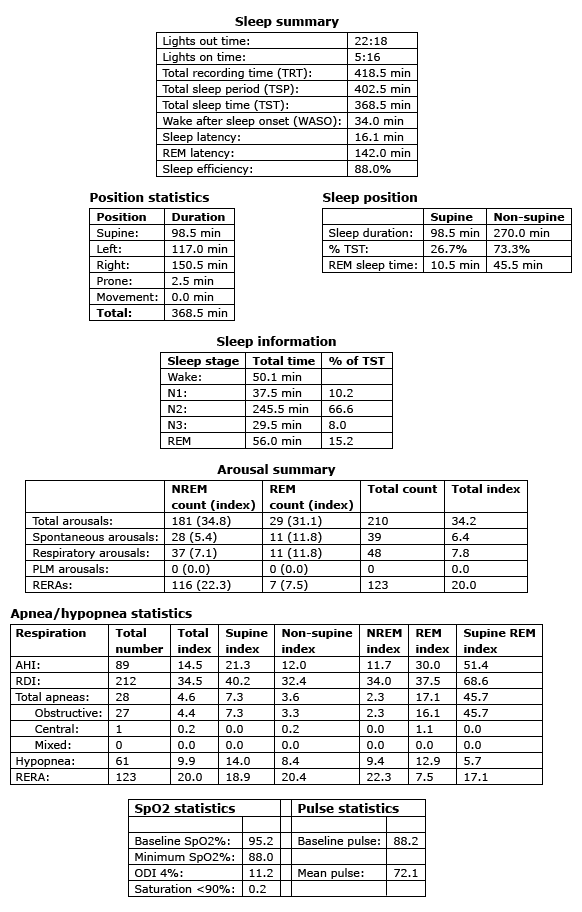 Sleep summary
Lights out time: 22:18
Lights on time: 5:16
Total recording time (TRT): 418.5 min
Total sleep period (TSP): 402.5 min
Total sleep time (TST): 368.5 min
Wake after sleep onset (WASO): 34.0 min
Sleep latency: 16.1 min
REM latency: 142.0 min
Sleep efficiency: 88.0%
Position statistics
Position Duration
Supine: 98.5 min
Left: 117.0 min
Right: 150.5 min
Prone: 2.5 min
Movement: 0.0 min
Total: 368.5 min
Sleep position
Supine Non-supine
Sleep duration: 98.5 min 270.0 min
% TST: 26.7% 73.3%
REM sleep time: 10.5 min 45.5 min
Sleep information
Sleep stage Total time % of TST
Wake: 50.1 min
N1: 37.5 min 10.2
N2: 245.5 min 66.6
N3: 29.5 min 8.0
REM 56.0 min 15.2
Arousal summary
NREM REM Total count Total index
count (index) count (index)
Total arousals: 181 (34.8) 29 (31.1) 210 34.2
Spontaneous arousals: 28 (5.4) 11 (11.8) 39 6.4
Respiratory arousals: 37 (7.1) 11 (11.8) 48 7.8
PLM arousals: 0 (0.0) 0 (0.0) 0 0.0
RERAs: 116 (22.3) 7 (7.5) 123 20.0
Apnea/hypopnea statistics
Respiration Total Total Supine Non-supine NREM REM Supine REM
number index index index index index index
AHI: 89 14.5 21.3 12.0 11.7 30.0 51.4
RDI: 212 34.5 40.2 32.4 34.0 37.5 68.6
Total apneas: 28 4.6 7.3 3.6 2.3 17.1 45.7
Obstructive: 27 4.4 7.3 3.3 2.3 16.1 45.7
Central: 1 0.2 0.0 0.2 0.0 1.1 0.0
Mixed: 0 0.0 0.0 0.0 0.0 0.0 0.0
Hypopnea: 61 9.9 14.0 8.4 9.4 12.9 5.7
RERA: 123 20.0 18.9 20.4 22.3 7.5 17.1
SpO2 statistics Pulse statistics
Baseline SpO2%: 95.2 Baseline pulse: 88.2
Minimum SpO2%: 88.0
ODI 4%: 11.2 Mean pulse: 72.1
Saturation <90%: 0.2